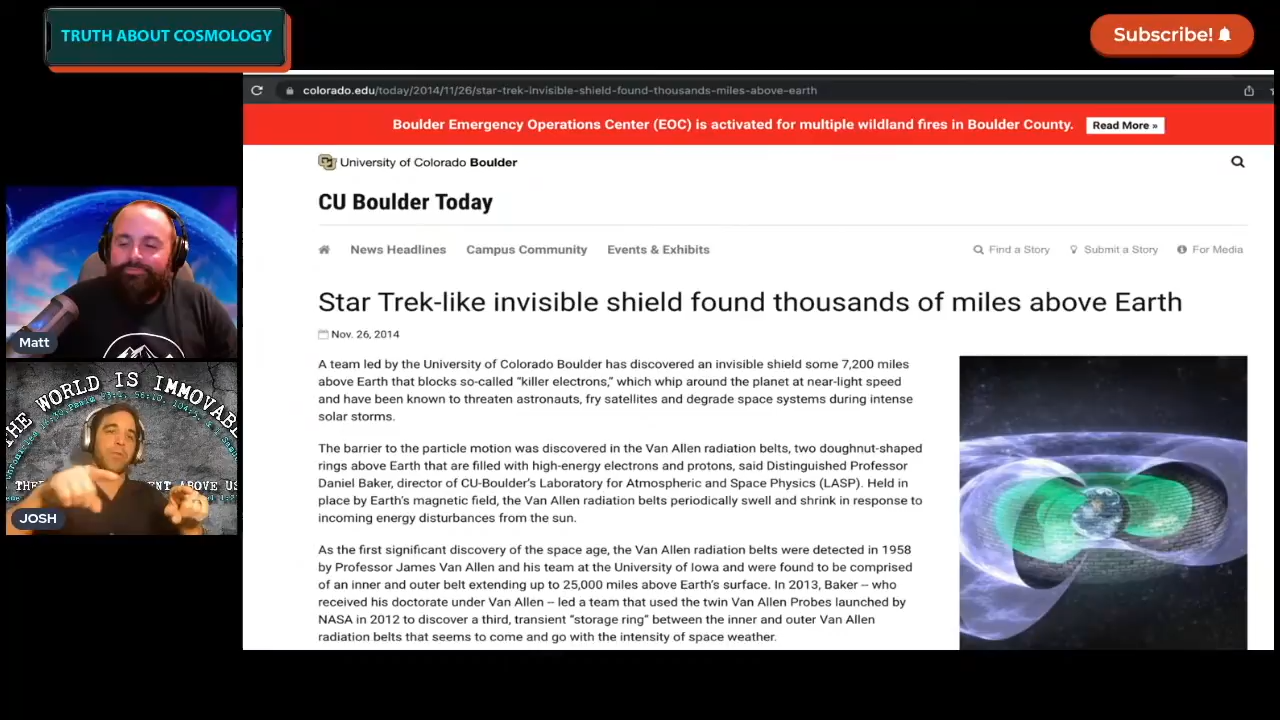 TRUTH ABOUT COSMOLOGY
Subscribe!
colorado.edu/today/2014/11/26/star-trek-invisible-shield-found-thousands-miles-above-earth
Boulder Emergency Operations Center (EOC) is activated for multiple wildland fires in Boulder County.
Read More »
University of Colorado Boulder
CU Boulder Today
News Headlines
Campus Community
Events & Exhibits
Find a Story
Submit a Story
For Media
Star Trek-like invisible shield found thousands of miles above Earth
Nov. 26, 2014
A team led by the University of Colorado Boulder has discovered an invisible shield some 7,200 miles
above Earth that blocks so-called “killer electrons,” which whip around the planet at near-light speed
and have been known to threaten astronauts, fry satellites and degrade space systems during intense
solar storms.
The barrier to the particle motion was discovered in the Van Allen radiation belts, two doughnut-shaped
rings above Earth that are filled with high-energy electrons and protons, said Distinguished Professor
Daniel Baker, director of CU-Boulder’s Laboratory for Atmospheric and Space Physics (LASP). Held in
place by Earth’s magnetic field, the Van Allen radiation belts periodically swell and shrink in response to
incoming energy disturbances from the sun.
As the first significant discovery of the space age, the Van Allen radiation belts were detected in 1958
by Professor James Van Allen and his team at the University of Iowa and were found to be comprised
of an inner and outer belt extending up to 25,000 miles above Earth’s surface. In 2013, Baker -- who
received his doctorate under Van Allen -- led a team that used the twin Van Allen Probes launched by
NASA in 2012 to discover a third, transient “storage ring” between the inner and outer Van Allen
radiation belts that seems to come and go with the intensity of space weather.
Matt
THE WORLD IS IMMOVABL
ABOVE US
JOSH